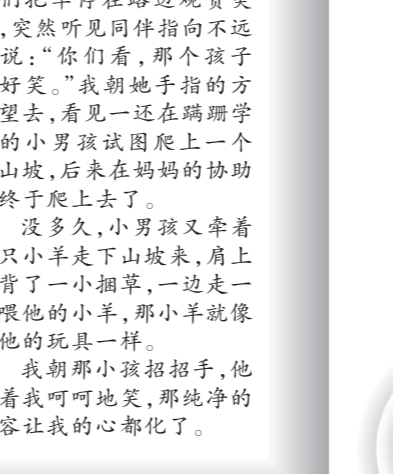 们把车停在路边观赏美
,突然听见同伴指向不远
说:“你们看,那个孩子
好笑。”我朝她手指的方
望去,看见一还在蹒跚学
的小男孩试图爬上一个
山坡,后来在妈妈的协助
终于爬上去了。
没多久,小男孩又牵着
只小羊走下山坡来,肩上
背了一小捆草,一边走一
喂他的小羊,那小羊就像
他的玩具一样。
我朝那小孩招招手,他
着我呵呵地笑,那纯净的
容让我的心都化了。